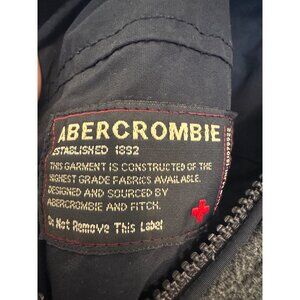 ABERCROMBIE
ESTABLISHED 1892
THIS GARMENT IS CONSTRUCTED OF THE
HIGHEST GRADE FABRICS AVAILABLE.
DESIGNED AND SOURCED BY
ABERCROMBIE AND FITCH.
Do Not Remove This Label